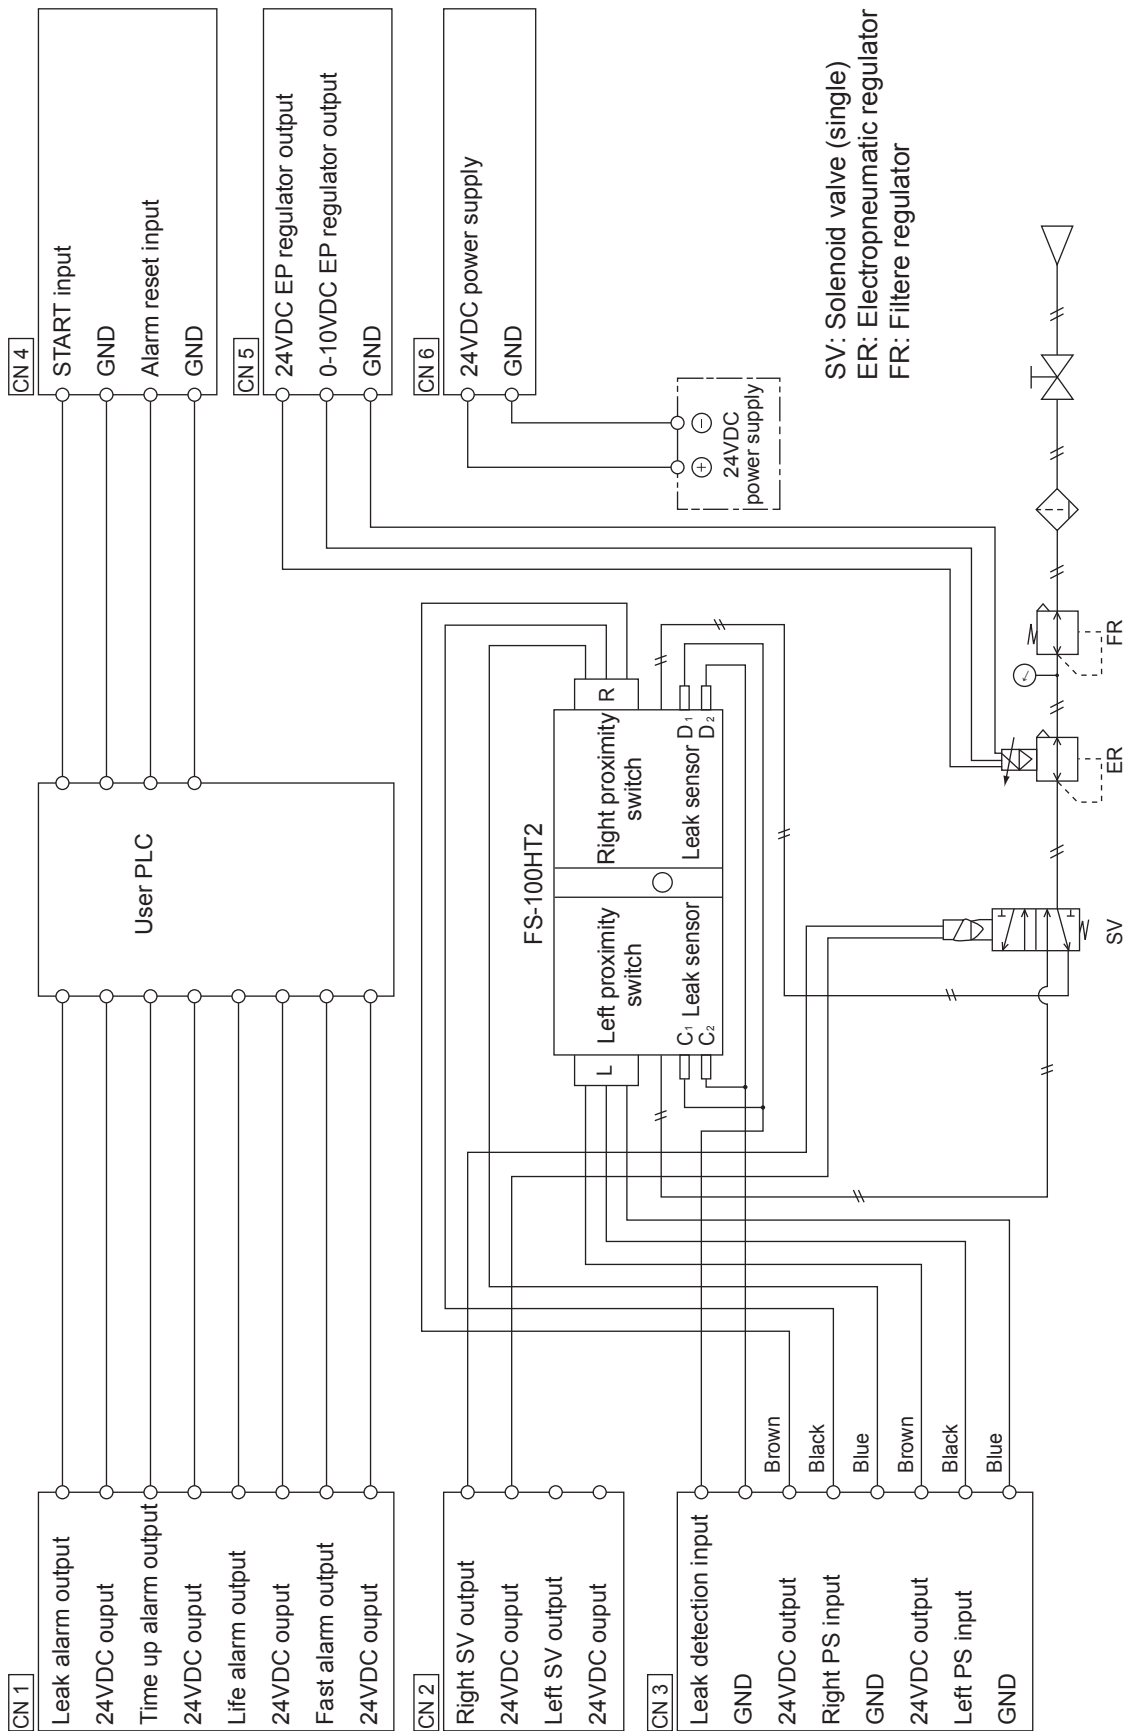 CN 1
Leak alarm output
24VDC ouput
Time up alarm output
24VDC ouput
Life alarm output
24VDC ouput
Fast alarm output
24VDC ouput
CN 2
Right SV output
24VDC ouput
Left SV output
24VDC ouput
CN 3
Leak detection input
GND
24VDC output
Right PS input
GND
24VDC output
Left PS input
GND
Brown
Black
Blue
Brown
Black
Blue
User PLC
FS-100HT2
L
Left proximity
switch
C1 Leak sensor
C2
R
Right proximity
switch
Leak sensor D1
D2
CN 4
START input
GND
Alarm reset input
GND
CN 5
24VDC EP regulator output
0-10VDC EP regulator output
GND
CN 6
24VDC power supply
GND
+
−
24VDC
power supply
SV: Solenoid valve (single)
ER: Electropneumatic regulator
FR: Filtere regulator
SV
ER
FR